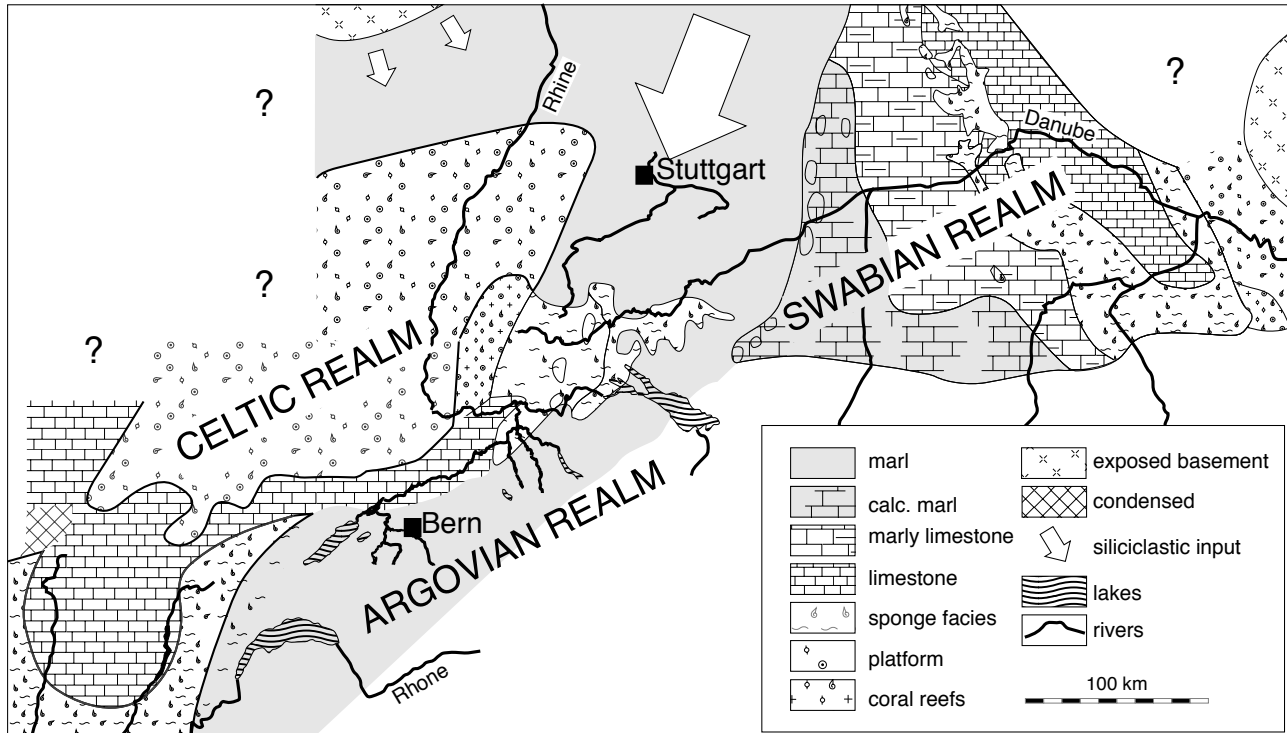 ?
?
?
?
Rhine
Stuttgart
Danube
CELTIC REALM
SWABIAN REALM
ARGOVIAN REALM
Bern
Rhone
marl
calc. marl
marly limestone
limestone
sponge facies
platform
coral reefs
exposed basement
condensed
siliciclastic input
lakes
rivers
100 km